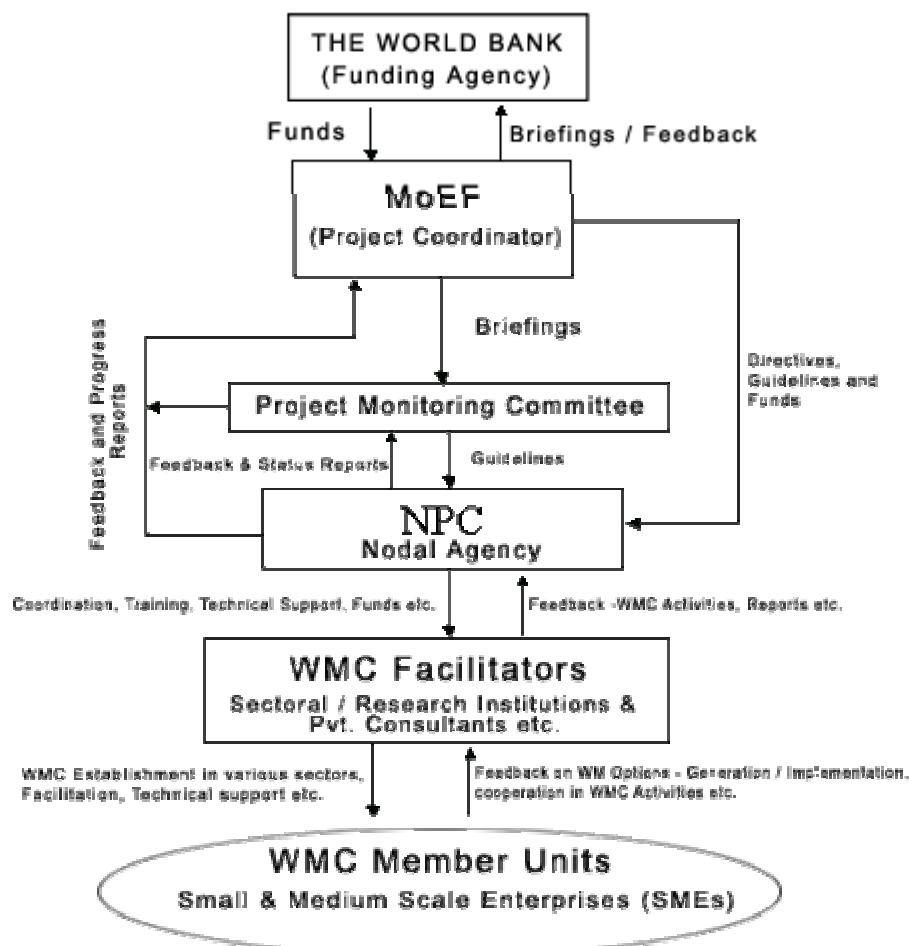 THE WORLD BANK
(Funding Agency)
Funds
Briefings / Feedback
MoEF
(Project Coordinator)
Briefings
Feedback and Progress
Reports
Directives,
Guidelines and
Funds
Project Monitoring Committee
Feedback & Status Reports
Guidelines
NPC
Nodal Agency
Coordination, Training, Technical Support, Funds etc.
Feedback -WMC Activities, Reports etc.
WMC Facilitators
Sectoral / Research Institutions &
Pvt. Consultants etc.
WMC Establishment in various sectors,
Facilitation, Technical support etc.
Feedback on WM Options - Generation / Implementation,
cooperation in WMC Activities etc.
WMC Member Units
Small & Medium Scale Enterprises (SMEs)